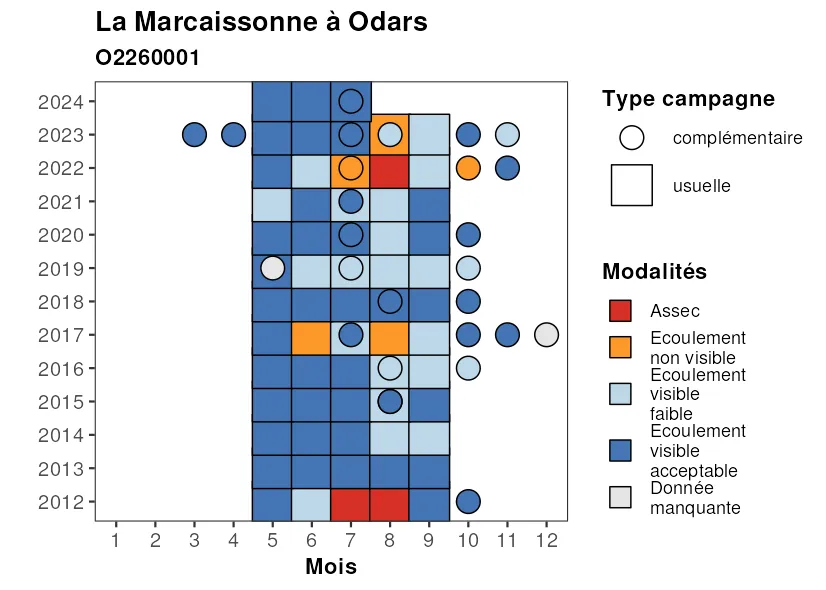 La Marcaissonne à Odars
O2260001
2024
2023
2022
2021
2020
2019
2018
2017
2016
2015
2014
2013
2012
1 2 3 4 5 6 7 8 9 10 11 12
Mois
Type campagne
complémentaire
usuelle
Modalités
Assec
Ecoulement
non visible
Ecoulement
visible
faible
Ecoulement
visible
acceptable
Donnée
manquante